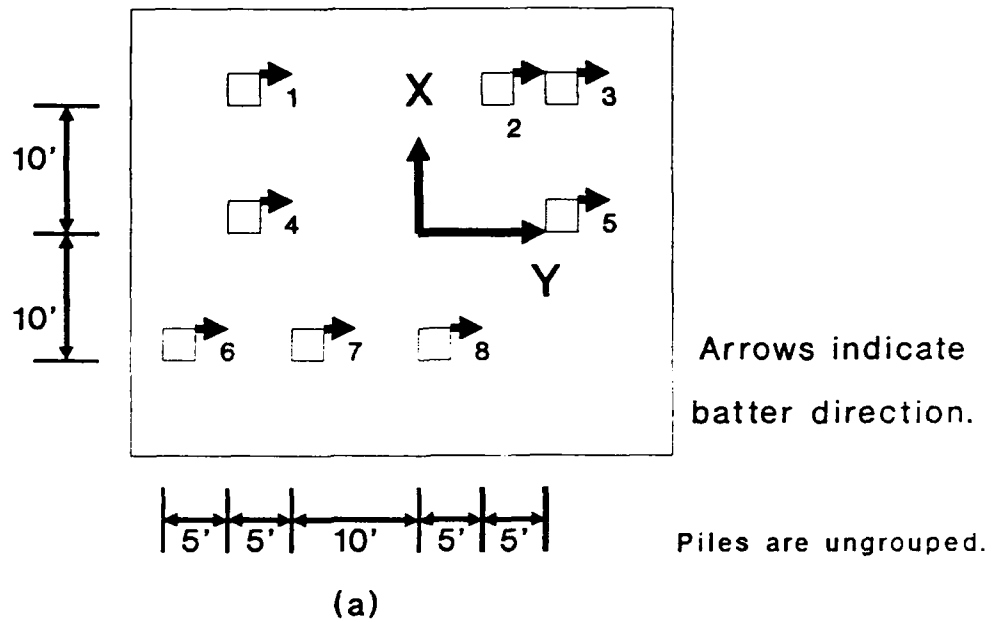 X
1
2
3
10'
4
5
Y
10'
6
7
8
Arrows indicate
batter direction.
5'
5'
10'
5'
5'
Piles are ungrouped.
(a)